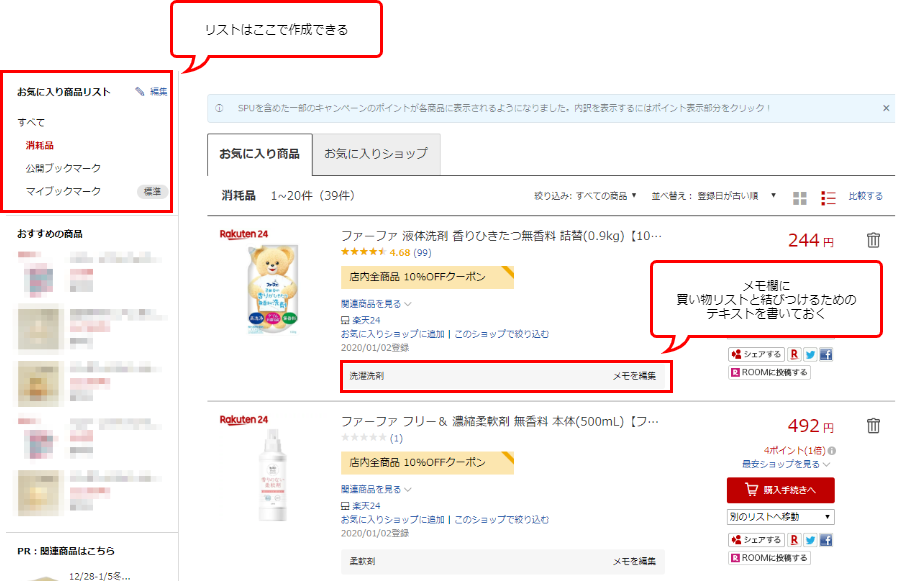 リストはここで作成できる
お気に入り商品リスト 編集
すべて
消耗品
公開ブックマーク
マイブックマーク 標準
おすすめの商品
PR：関連商品はこちら
12/28-1/5冬...
SPUを含めた一部のキャンペーンのポイントが各商品に表示されるようになりました。内訳を表示するにはポイント表示部分をクリック！ ×
お気に入り商品 お気に入りショップ
消耗品 1~20件（39件） 絞り込み: すべての商品 ▼ 並べ替え： 登録日が古い順 ▼ 比較する
Rakuten 24
ファーファ 液体洗剤 香りひきたつ無香料 詰替(0.9kg)【10… 244 円
4.68 (99)
店内全商品 10%OFFクーポン
メモ欄に
買い物リストと結びつけるための
テキストを書いておく
関連商品を見る
楽天24
お気に入りショップに追加 | このショップで絞り込む
2020/01/02登録
シェアする
ROOMに投稿する
洗濯洗剤 メモを編集
Rakuten 24
ファーファ フリー＆ 濃縮柔軟剤 無香料 本体(500mL)【フ… 492 円
(1)
4ポイント(1倍)
店内全商品 10%OFFクーポン
最安ショップを見る
関連商品を見る
購入手続きへ
楽天24
お気に入りショップに追加 | このショップで絞り込む
別のリストへ移動 ▼
2020/01/02登録
シェアする
ROOMに投稿する
柔軟剤 メモを編集